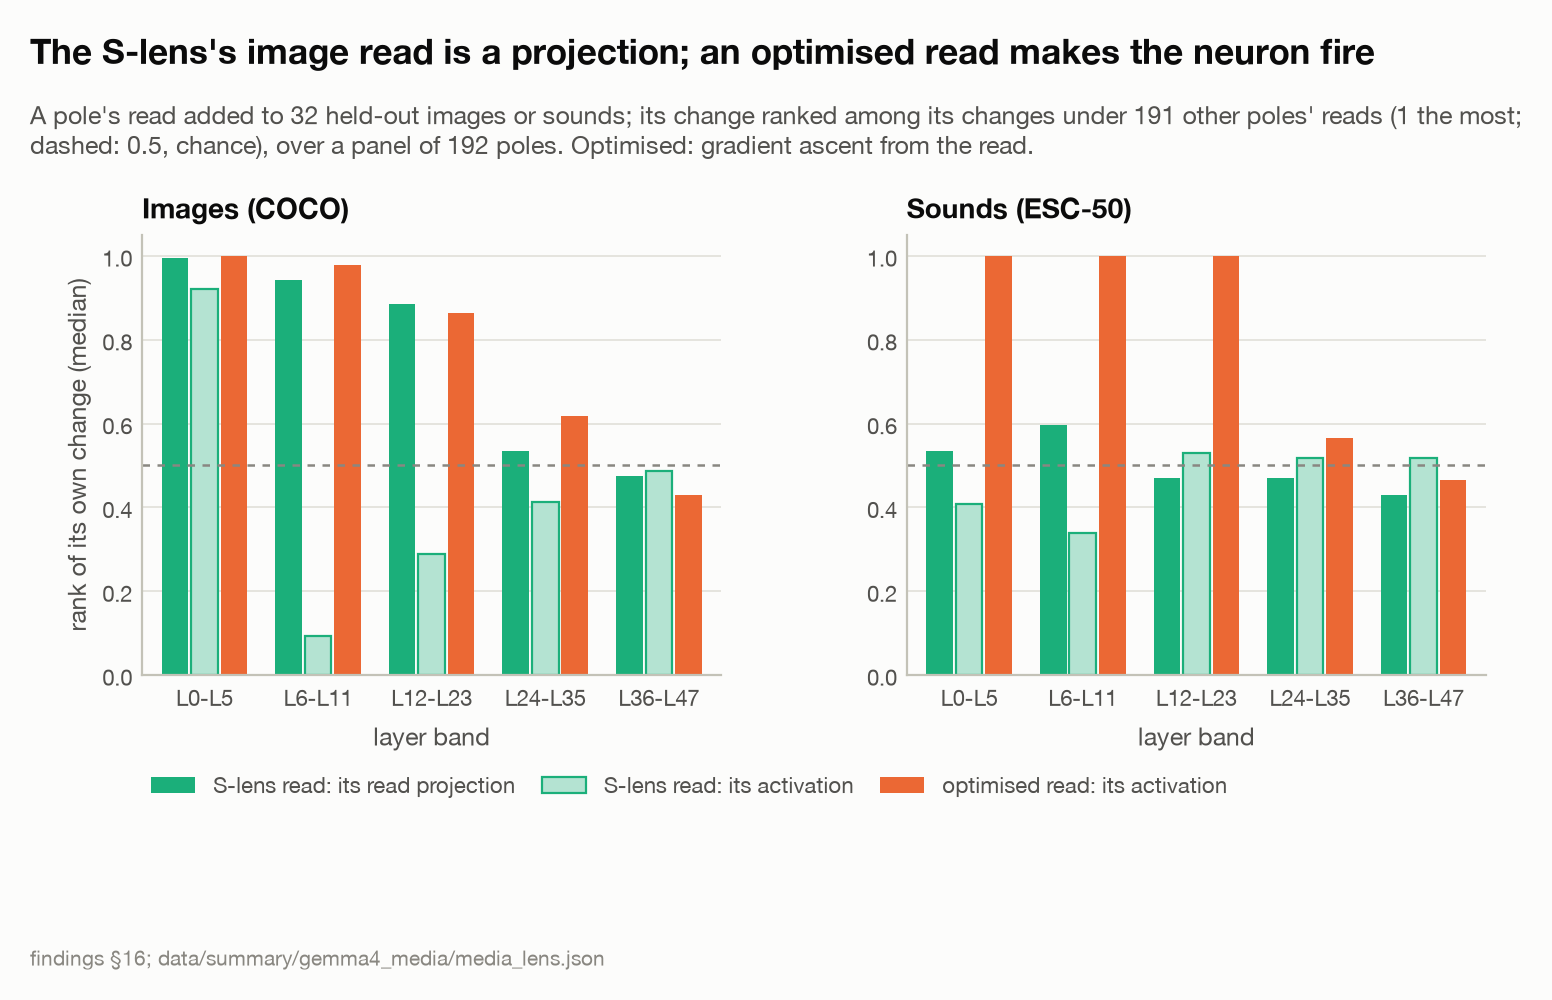 The S-lens's image read is a projection; an optimised read makes the neuron fire
A pole's read added to 32 held-out images or sounds; its change ranked among its changes under 191 other poles' reads (1 the most;
dashed: 0.5, chance), over a panel of 192 poles. Optimised: gradient ascent from the read.
Images (COCO)
rank of its own change (median)
1.0
0.8
0.6
0.4
0.2
0.0
L0-L5 L6-L11 L12-L23 L24-L35 L36-L47
layer band
Sounds (ESC-50)
1.0
0.8
0.6
0.4
0.2
0.0
L0-L5 L6-L11 L12-L23 L24-L35 L36-L47
layer band
S-lens read: its read projection S-lens read: its activation optimised read: its activation
findings §16; data/summary/gemma4_media/media_lens.json